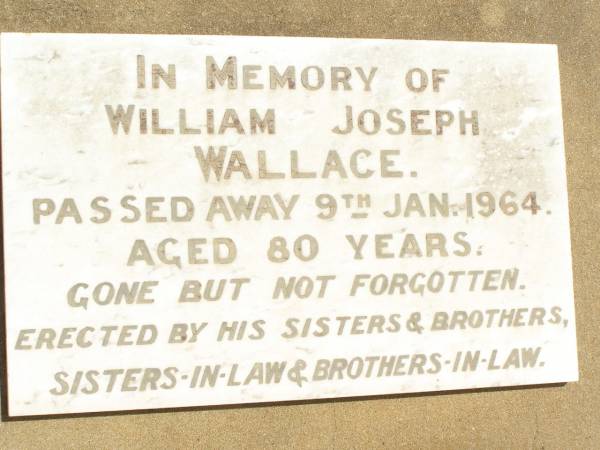 IN MEMORY OF
WILLIAM JOSEPH
WALLACE.
PASSED AWAY 9TH JAN. 1964.
AGED 80 YEARS.
GONE BUT NOT FORGOTTEN.
ERECTED BY HIS SISTERS & BROTHERS,
SISTERS-IN-LAW & BROTHERS-IN-LAW.